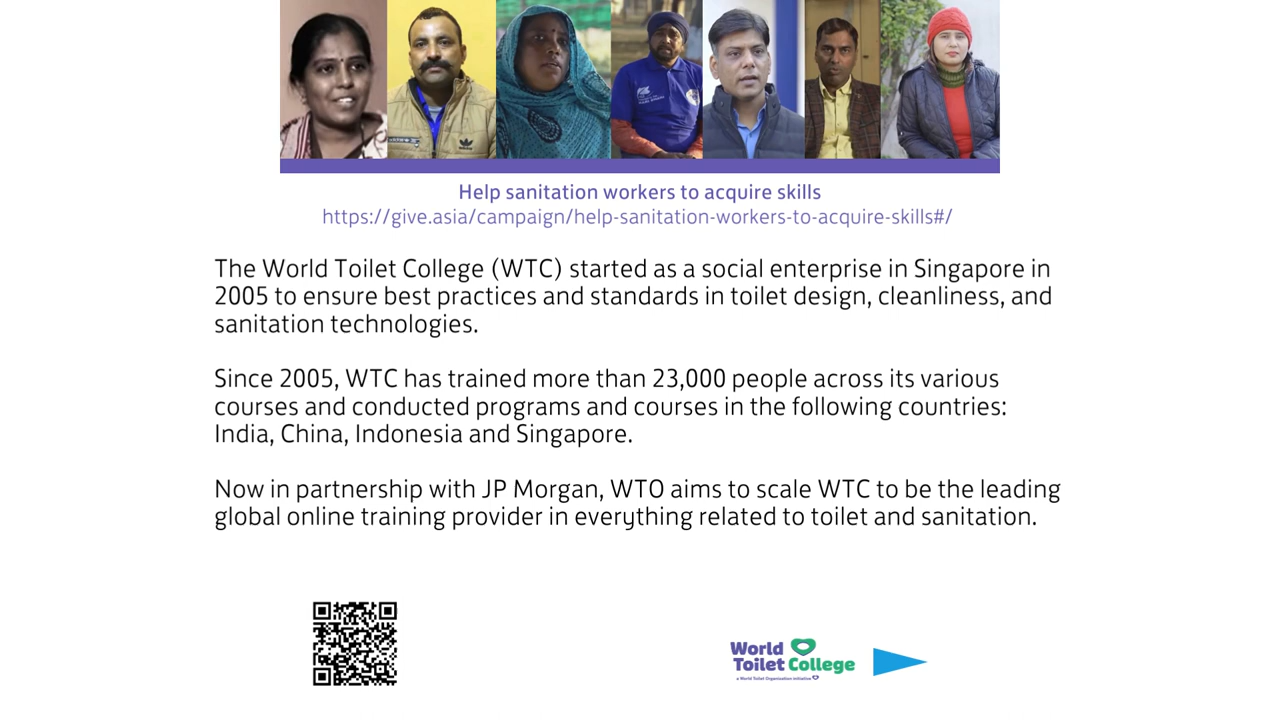 Help sanitation workers to acquire skills
https://give.asia/campaign/help-sanitation-workers-to-acquire-skills#/
The World Toilet College (WTC) started as a social enterprise in Singapore in
2005 to ensure best practices and standards in toilet design, cleanliness, and
sanitation technologies.
Since 2005, WTC has trained more than 23,000 people across its various
courses and conducted programs and courses in the following countries:
India, China, Indonesia and Singapore.
Now in partnership with JP Morgan, WTO aims to scale WTC to be the leading
global online training provider in everything related to toilet and sanitation.
World
Toilet College
a World Toilet Organisation initiative